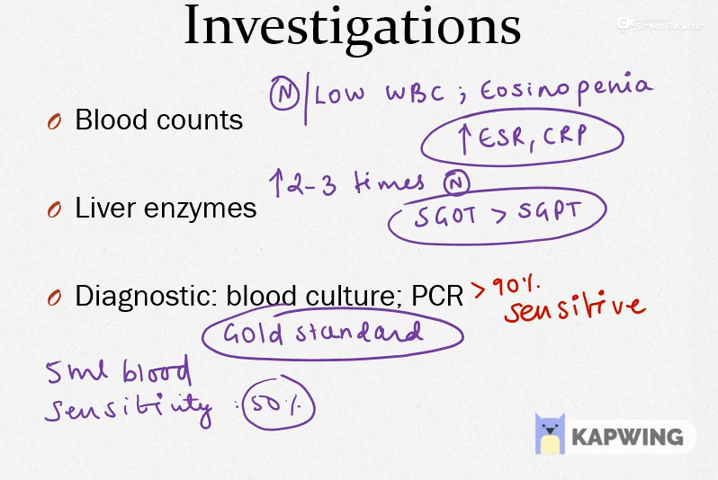 Investigations
Ⓝ/Low WBC ; Eosinopenia
Blood counts
↑ ESR, CRP
↑2-3 times Ⓝ
Liver enzymes
SGOT > SGPT
Diagnostic: blood culture; PCR >90%.
sensitive
Gold standard
5ml blood
sensitivity : 50%.
KAPWING